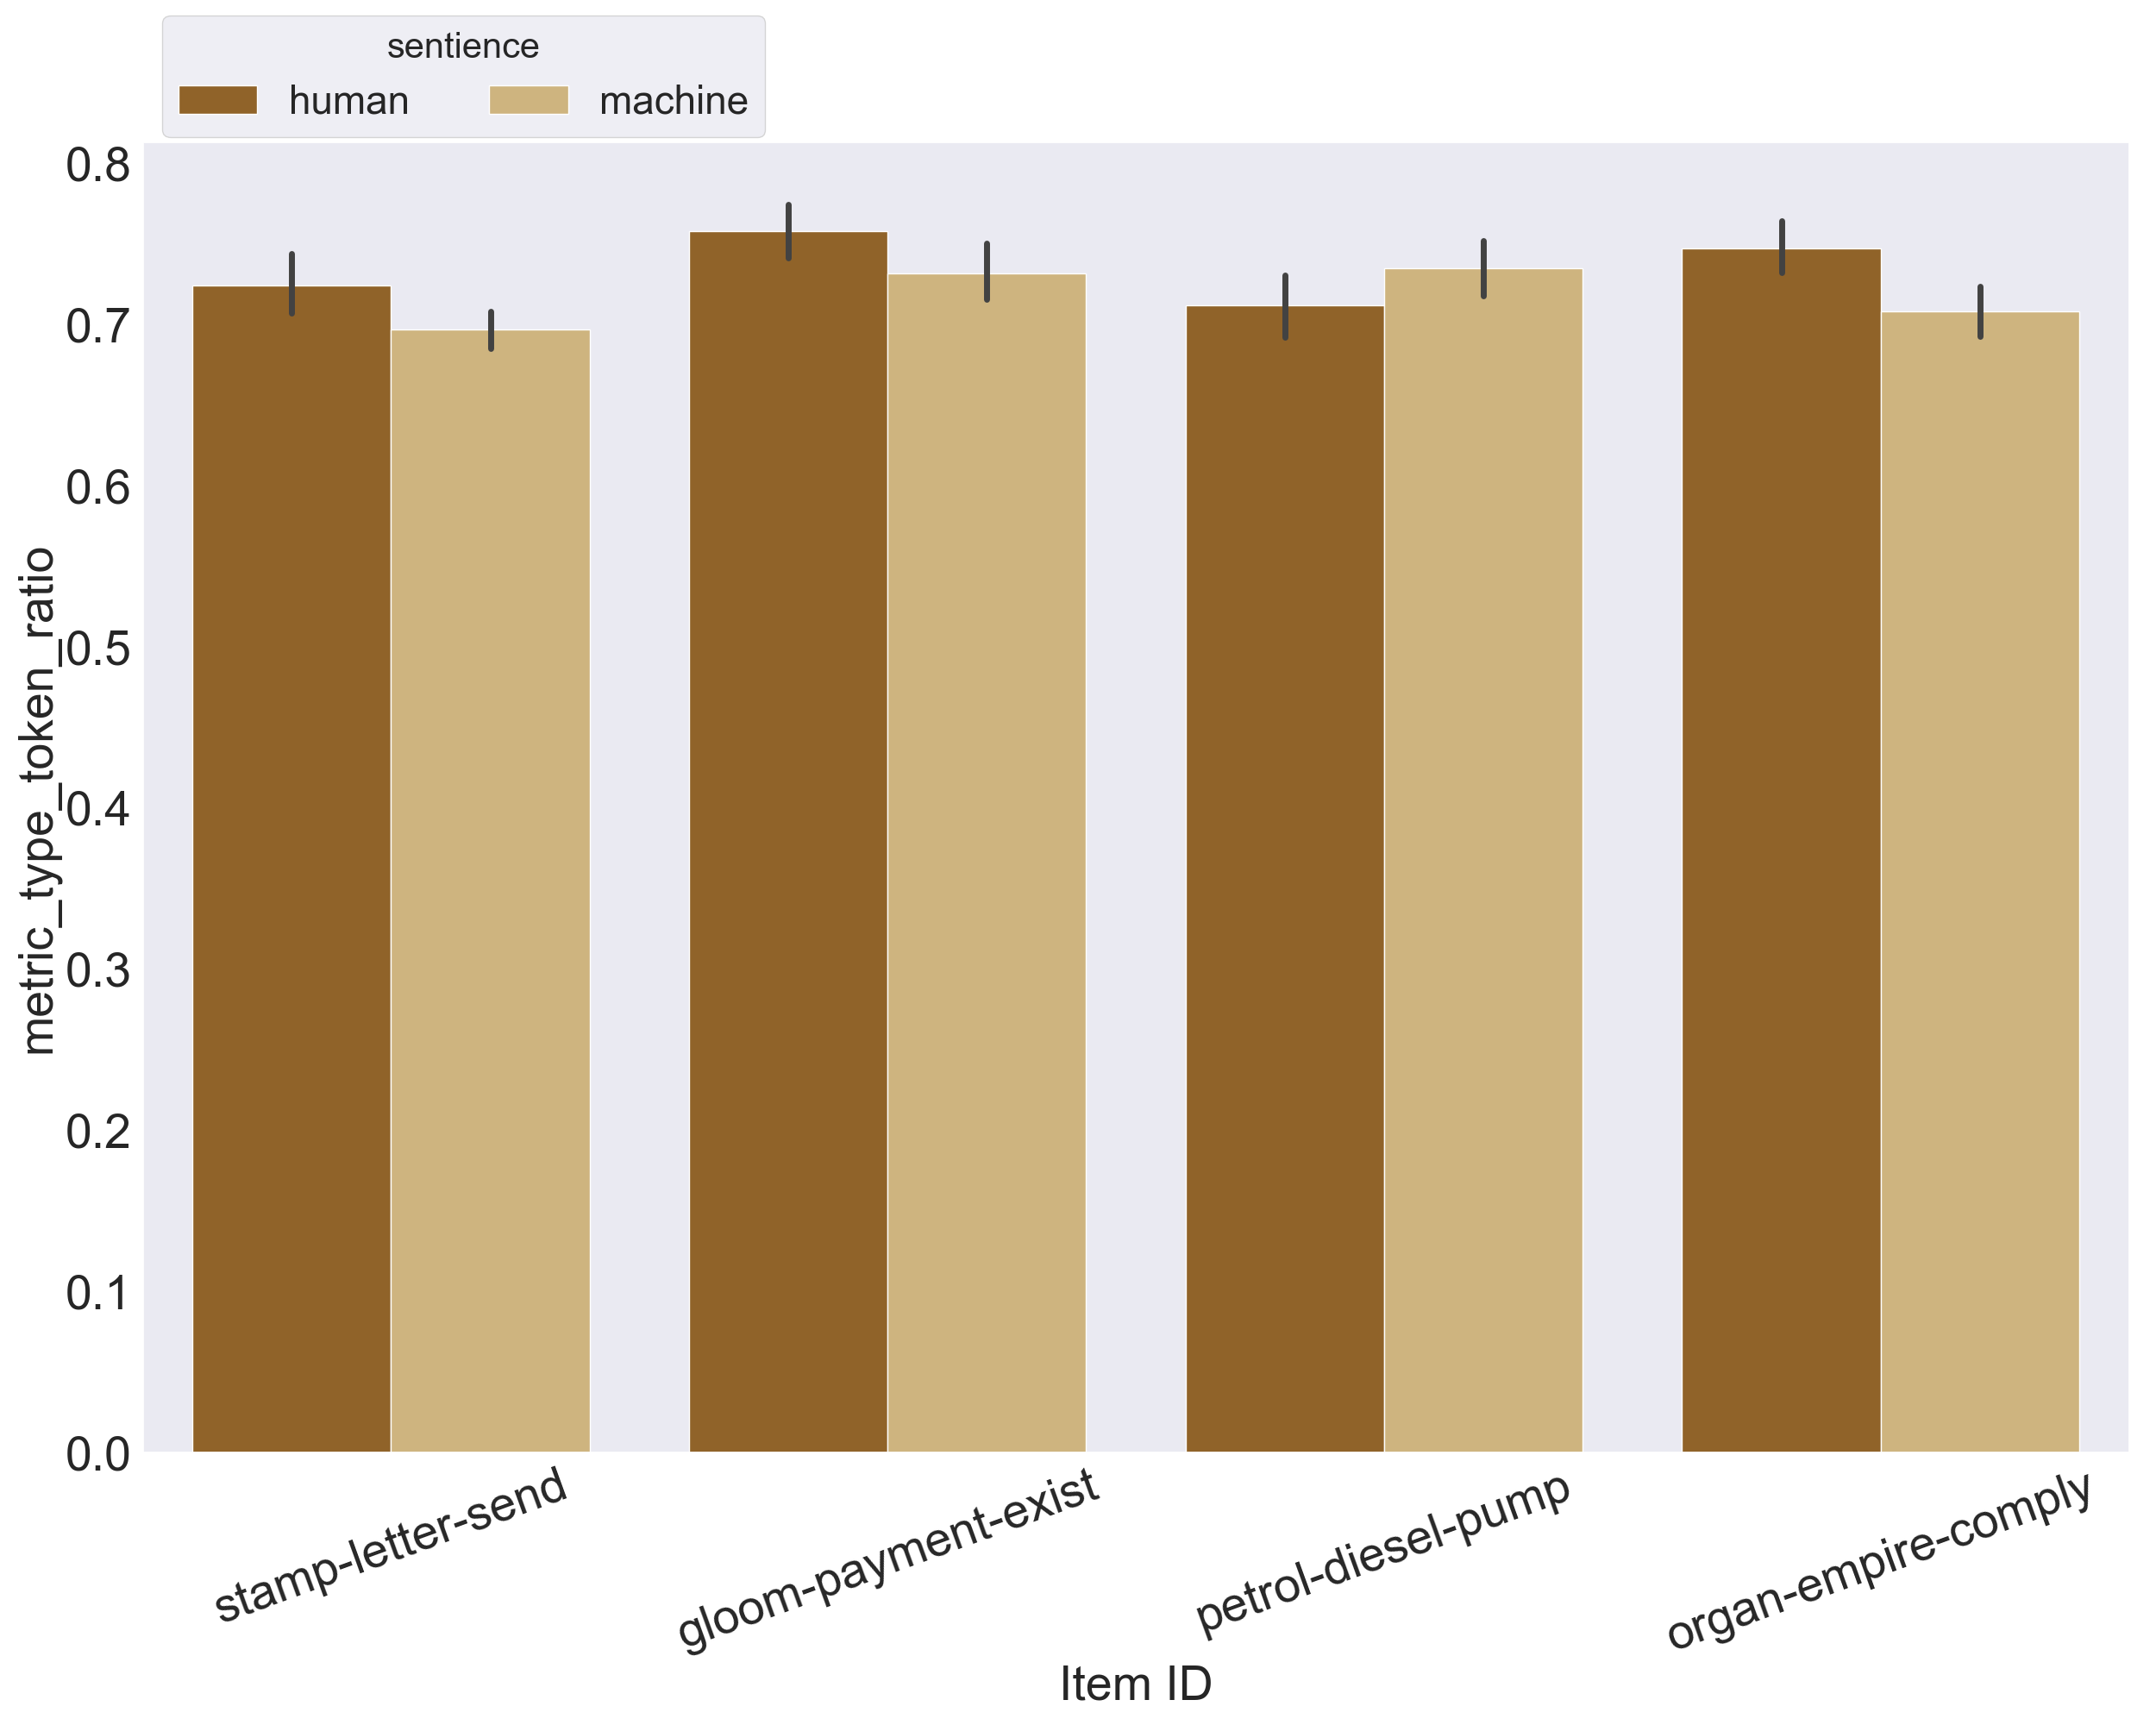 sentience
human machine
0.8
0.7
0.6
0.5
0.4
0.3
0.2
0.1
0.0
metric_type_token_ratio
stamp-letter-send
gloom-payment-exist
petrol-diesel-pump
organ-empire-comply
Item ID